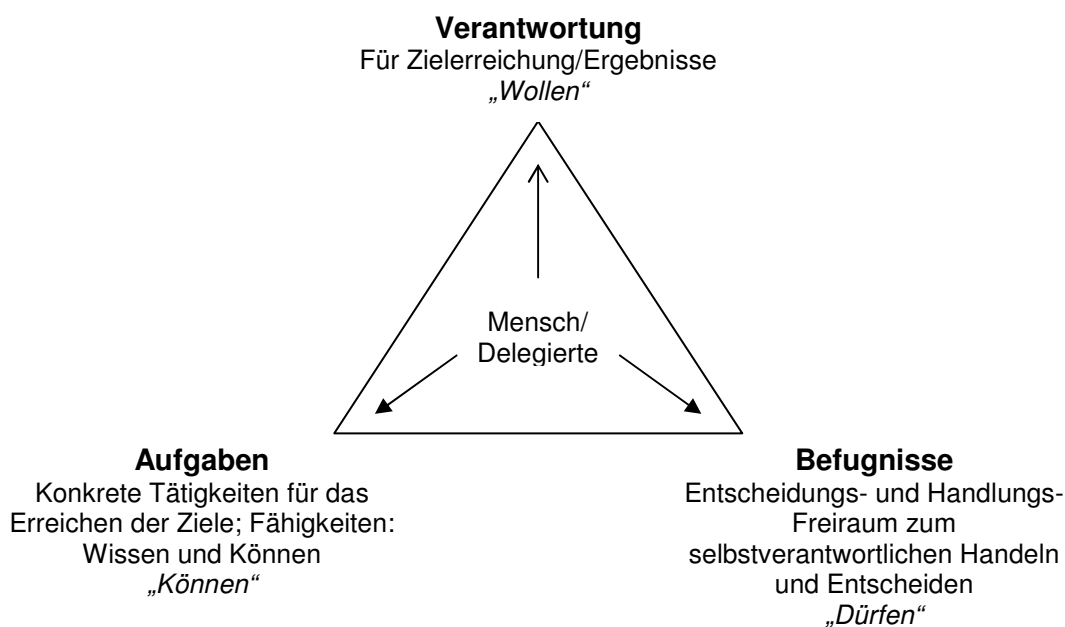 Verantwortung
Für Zielerreichung/Ergebnisse
„Wollen“
Mensch/
Delegierte
Aufgaben
Konkrete Tätigkeiten für das
Erreichen der Ziele; Fähigkeiten:
Wissen und Können
„Können“
Befugnisse
Entscheidungs- und Handlungs-
Freiraum zum
selbstverantwortlichen Handeln
und Entscheiden
„Dürfen“